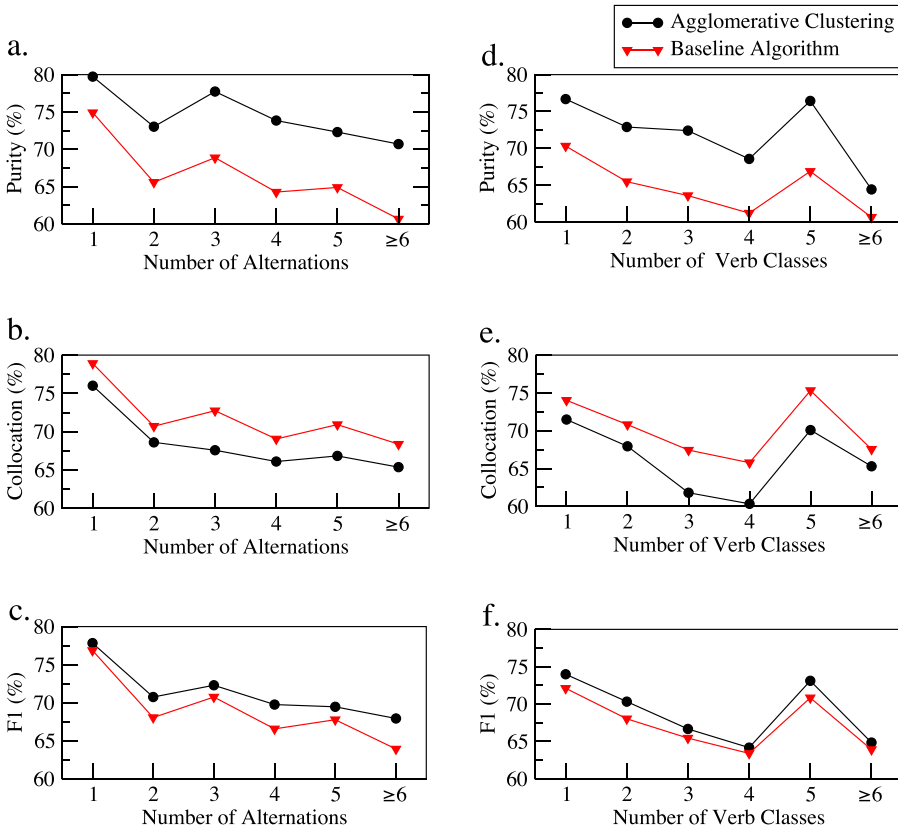 Agglomerative Clustering
Baseline Algorithm
a.
80
75
70
65
60
Purity (%)
1 2 3 4 5 ≥6
Number of Alternations
d.
80
75
70
65
60
Purity (%)
1 2 3 4 5 ≥6
Number of Verb Classes
b.
80
75
70
65
60
Collocation (%)
1 2 3 4 5 ≥6
Number of Alternations
e.
80
75
70
65
60
Collocation (%)
1 2 3 4 5 ≥6
Number of Verb Classes
c.
80
75
70
65
60
F1 (%)
1 2 3 4 5 ≥6
Number of Alternations
f.
80
75
70
65
60
F1 (%)
1 2 3 4 5 ≥6
Number of Verb Classes